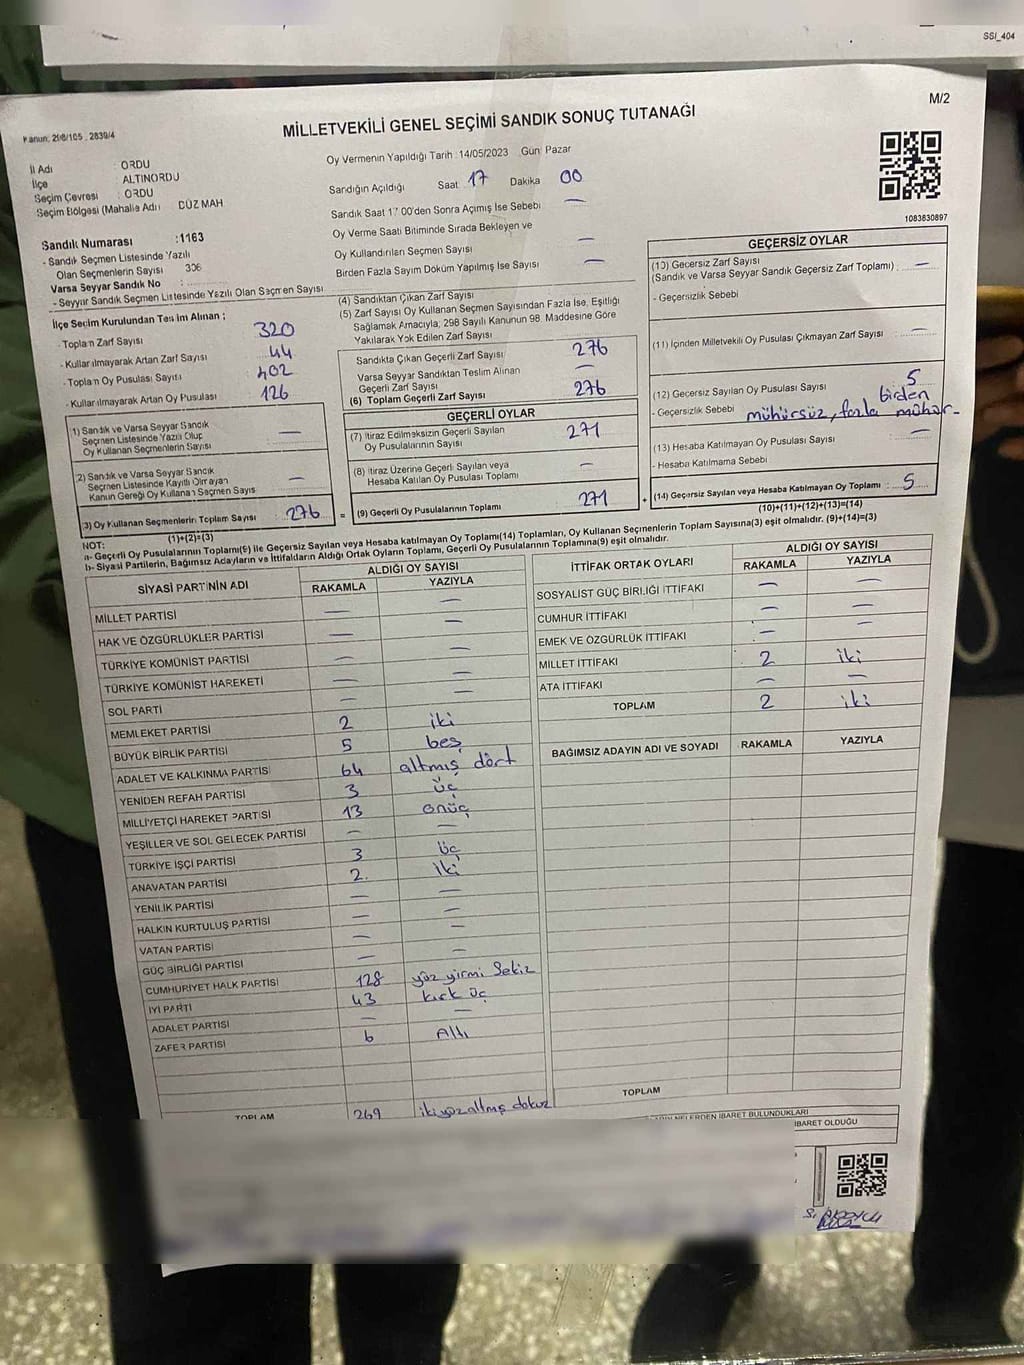 SSI_404
M/2
Kanun: 298/105 . 2839/4
MİLLETVEKİLİ GENEL SEÇİMİ SANDIK SONUÇ TUTANAĞI
İl Adı : ORDU
İlçe : ALTINORDU
Seçim Çevresi : ORDU
Seçim Bölgesi (Mahalle Adı) DÜZ MAH
Oy Vermenin Yapıldığı Tarih : 14/05/2023 Gün: Pazar
Sandığın Açıldığı Saat 17 Dakika 00
Sandık Saat 17:00'den Sonra Açımış İse Sebebi —
Oy Verme Saati Bitiminde Sırada Bekleyen ve
Oy Kullandırılan Seçmen Sayısı —
Birden Fazla Sayım Döküm Yapılmış İse Sayısı —
1083830897
Sandık Numarası :1163
- Sandık Seçmen Listesinde Yazılı
Olan Seçmenlerin Sayısı
Varsa Seyyar Sandık No
- Seyyar Sandık Seçmen Listesinde Yazılı Olan Seçmen Sayısı
İlçe Seçim Kurulundan Teslim Alınan ;
- Toplam Zarf Sayısı 320
- Kullanılmayarak Artan Zarf Sayısı 44
- Toplam Oy Pusulası Sayısı 402
- Kullanılmayarak Artan Oy Pusulası 126
1) Sandık ve Varsa Seyyar Sandık
Seçmen Listesinde Yazılı Olup
Oy Kullanan Seçmenlerin Sayısı —
2) Sandık ve Varsa Seyyar Sandık
Seçmen Listesinde Kayıtlı Olmayan
Kanun Gereği Oy Kullanan Seçmen Sayıs —
3) Oy Kullanan Seçmenlerin Toplam Sayısı 276 =
(1)+(2)=(3)
(4) Sandıktan Çıkan Zarf Sayısı
(5) Zarf Sayısı Oy Kullanan Seçmen Sayısından Fazla İse, Eşitliği
Sağlamak Amacıyla, 298 Sayılı Kanunun 98. Maddesine Göre
Yakılarak Yok Edilen Zarf Sayısı
Sandıkta Çıkan Geçerli Zarf Sayısı 276
Varsa Seyyar Sandıktan Teslim Alınan
Geçerli Zarf Sayısı —
(6) Toplam Geçerli Zarf Sayısı 276
GEÇERLİ OYLAR
(7) İtiraz Edilmeksizin Geçerli Sayılan
Oy Pusulalarının Sayısı 271
(8) İtiraz Üzerine Geçerli Sayılan veya
Hesaba Katılan Oy Pusulası Toplamı —
(9) Geçerli Oy Pusulalarının Toplamı 271 +
GEÇERSİZ OYLAR
(10) Geçersiz Zarf Sayısı
(Sandık ve Varsa Seyyar Sandık Geçersiz Zarf Toplamı) : —
- Geçersizlik Sebebi
(11) İçinden Milletvekili Oy Pusulası Çıkmayan Zarf Sayısı —
(12) Geçersiz Sayılan Oy Pusulası Sayısı 5
- Geçersizlik Sebebi mühürsüz, birden fazla mühür
(13) Hesaba Katılmayan Oy Pusulası Sayısı —
- Hesaba Katılmama Sebebi
(14) Geçersiz Sayılan veya Hesaba Katılmayan Oy Toplamı : 5
(10)+(11)+(12)+(13)=(14)
NOT:
a- Geçerli Oy Pusulalarının Toplamı(9) ile Geçersiz Sayılan veya Hesaba katılmayan Oy Toplamı(14) Toplamları, Oy Kullanan Seçmenlerin Toplam Sayısına(3) eşit olmalıdır. (9)+(14)=(3)
b- Siyasi Partilerin, Bağımsız Adayların ve İttifakların Aldığı Ortak Oyların Toplamı, Geçerli Oy Pusulalarının Toplamına(9) eşit olmalıdır.
SİYASİ PARTİNİN ADI ALDIĞI OY SAYISI
RAKAMLA YAZIYLA
MİLLET PARTİSİ — —
HAK VE ÖZGÜRLÜKLER PARTİSİ — —
TÜRKİYE KOMÜNİST PARTİSİ — —
TÜRKİYE KOMÜNİST HAREKETİ — —
SOL PARTİ — —
MEMLEKET PARTİSİ 2 iki
BÜYÜK BİRLİK PARTİSİ 5 beş
ADALET VE KALKINMA PARTİSİ 64 altmış dört
YENİDEN REFAH PARTİSİ 3 üç
MİLLİYETÇİ HAREKET PARTİSİ 13 onüç
YEŞİLLER VE SOL GELECEK PARTİSİ — —
TÜRKİYE İŞÇİ PARTİSİ 3 üç
ANAVATAN PARTİSİ 2. iki
YENİLİK PARTİSİ — —
HALKIN KURTULUŞ PARTİSİ — —
VATAN PARTİSİ — —
GÜÇ BİRLİĞİ PARTİSİ — —
CUMHURİYET HALK PARTİSİ 128 yüz yirmi sekiz
İYİ PARTİ 43 kırk üç
ADALET PARTİSİ — —
ZAFER PARTİSİ 6 Altı
TOPLAM 269 ikiyüzaltmış dokuz
İTTİFAK ORTAK OYLARI ALDIĞI OY SAYISI
RAKAMLA YAZIYLA
SOSYALİST GÜÇ BİRLİĞİ İTTİFAKI — —
CUMHUR İTTİFAKI — —
EMEK VE ÖZGÜRLÜK İTTİFAKI — —
MİLLET İTTİFAKI 2 iki
ATA İTTİFAKI — —
TOPLAM 2 iki
BAĞIMSIZ ADAYIN ADI VE SOYADI RAKAMLA YAZIYLA
TOPLAM
İBARET BULUNDUKLARI
İBARET OLDUĞU